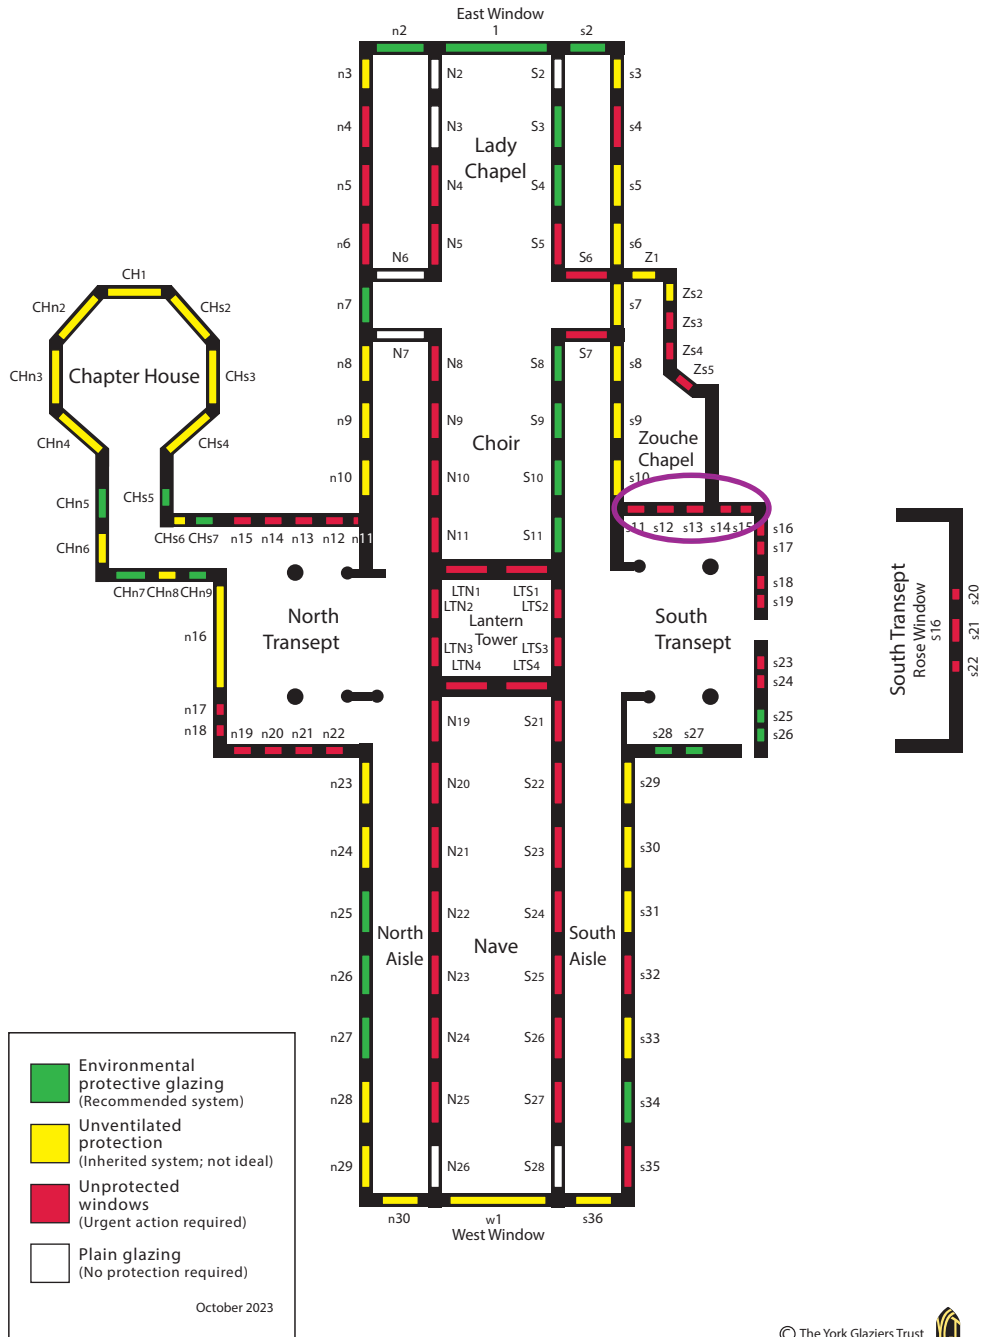 East Window
n2 1 s2
n3 N2 S2 s3
n4 N3 S3 s4
Lady
Chapel
n5 N4 S4 s5
n6 N5 S5 s6
N6 S6 Z1
CH1
CHn2 CHs2
n7 s7 Zs2
Zs3
N7 S7 Zs4
n8 N8 S8 s8 Zs5
CHn3 Chapter House CHs3
n9 N9 S9 s9
CHn4 CHs4
Choir
Zouche
Chapel
n10 N10 S10 s10
CHn5 CHs5
CHs6 CHs7 n15 n14 n13 n12 n11
N11 S11 s11 s12 s13 s14 s15 s16
CHn6 s17
CHn7 CHn8 CHn9
LTN1 LTS1
LTN2 LTS2
s18
s19
North
Transept
Lantern
Tower
South
Transept
n16
LTN3 LTS3
LTN4 LTS4
s23
s24
n17
n18
n19 n20 n21 n22
N19 S21
s25
s26
s28 s27
South Transept
Rose Window
s16
s20
s21
s22
n23 N20 S22 s29
n24 N21 S23 s30
n25 N22 S24 s31
North
Aisle
Nave
South
Aisle
n26 N23 S25 s32
n27 N24 S26 s33
n28 N25 S27 s34
n29 N26 S28 s35
n30 w1 s36
West Window
Environmental
protective glazing
(Recommended system)
Unventilated
protection
(Inherited system; not ideal)
Unprotected
windows
(Urgent action required)
Plain glazing
(No protection required)
October 2023
© The York Glaziers Trust